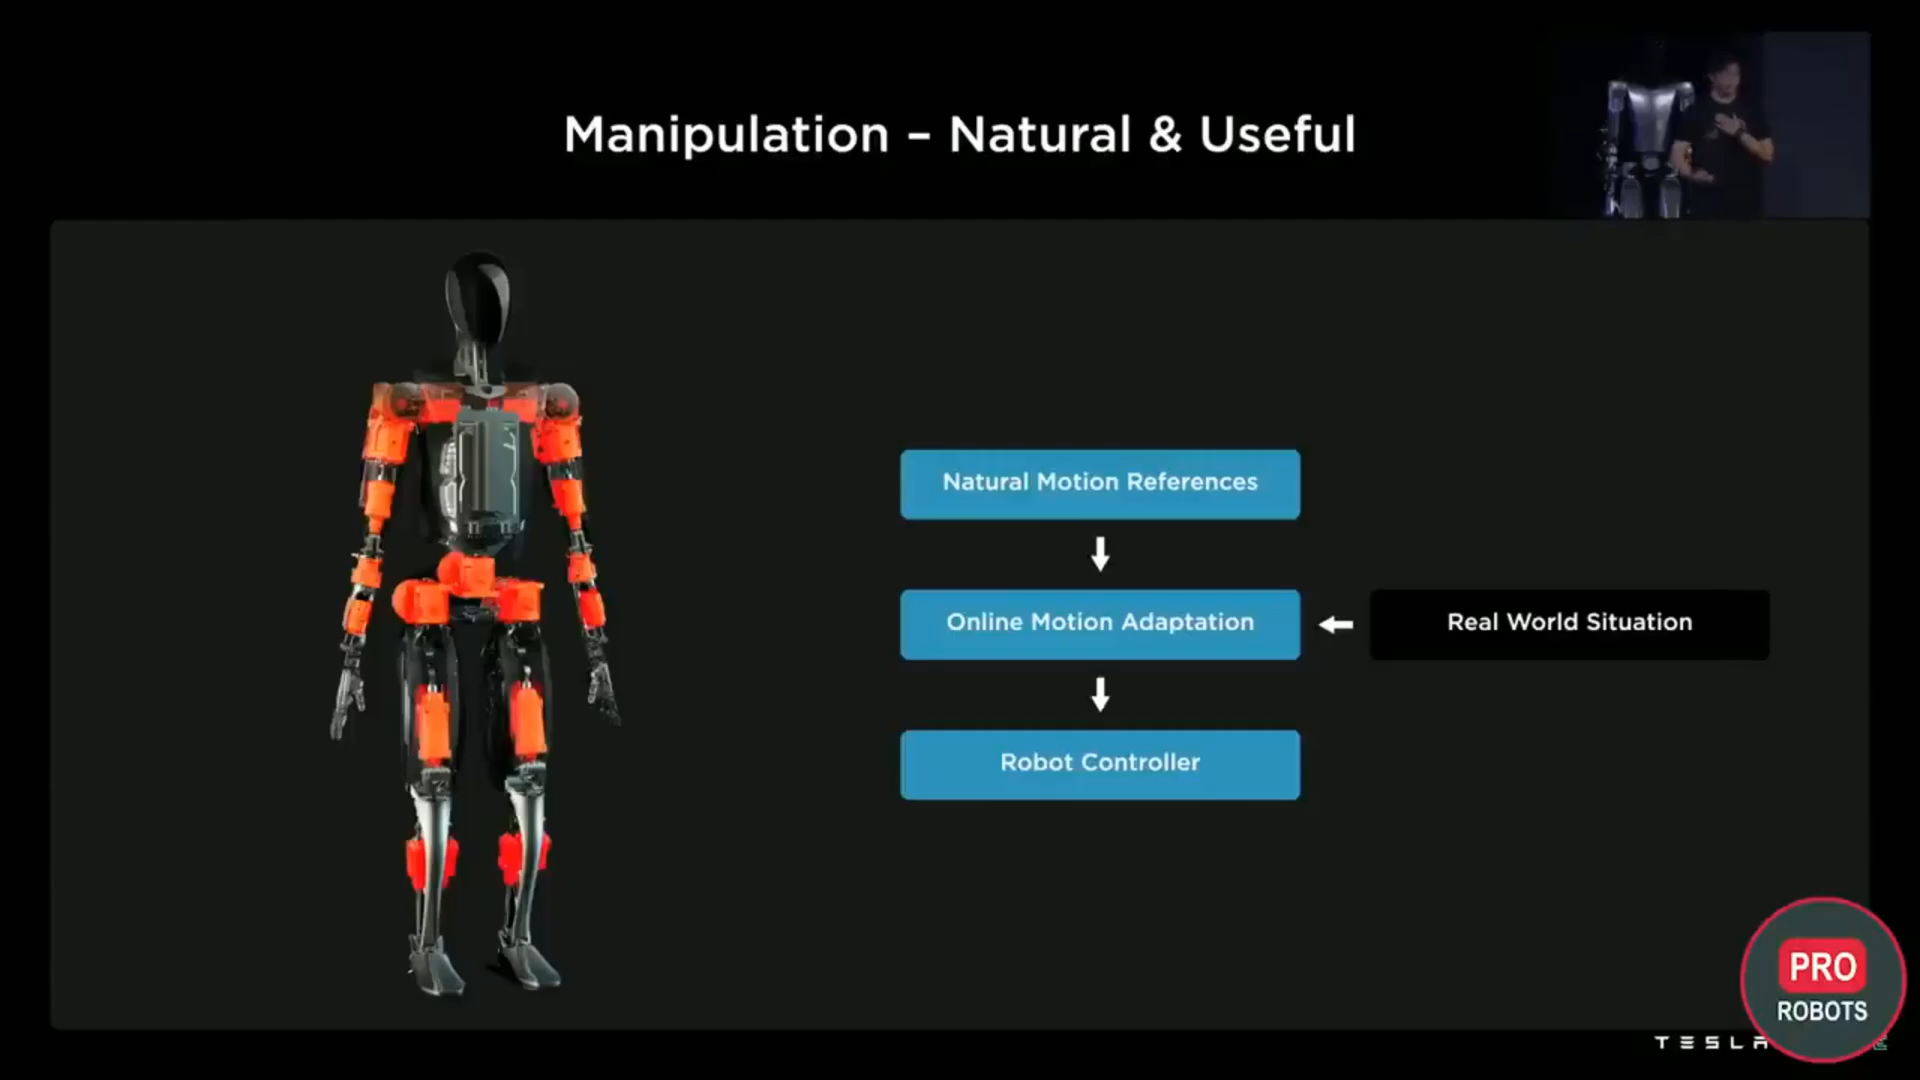 Manipulation – Natural & Useful
Natural Motion References
Online Motion Adaptation
Real World Situation
Robot Controller
PRO
ROBOTS
TESLA